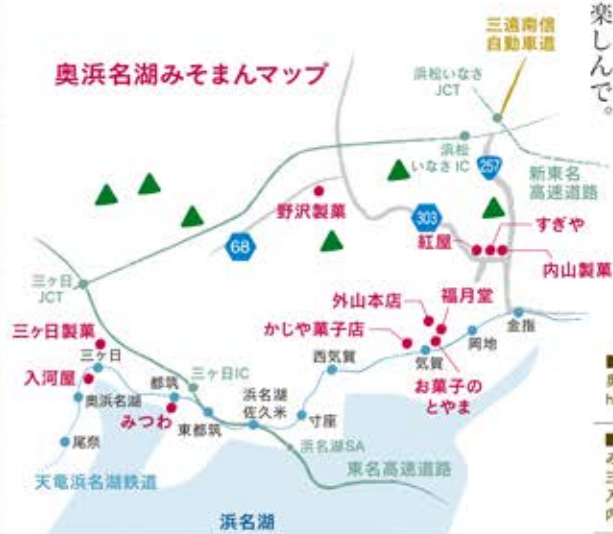 楽しんで。
三遠南信
自動車道
奥浜名湖みそまんマップ
浜松いなさ
JCT
浜松
いなさIC
257
新東名
高速道路
野沢製菓
68
303
紅屋
すぎや
内山製菓
三ヶ日
JCT
外山本店
福月堂
かじや菓子店
お菓子の
とやま
金指
岡地
気賀
西気賀
三ヶ日製菓
三ヶ日
入河屋
奥浜名湖
都筑
三ヶ日IC
みつわ
東都筑
浜名湖
佐久米
寸座
尾奈
浜名湖SA
東名高速道路
天竜浜名湖鉄道
浜名湖
■
奥
h
■
み
三
入
内